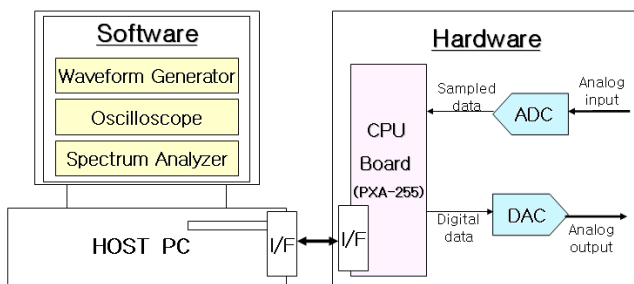 Software
Waveform Generator
Oscilloscope
Spectrum Analyzer
HOST PC
I/F
Hardware
I/F
CPU
Board
(PXA-255)
Sampled
data
ADC
Analog
input
Digital
data
DAC
Analog
output